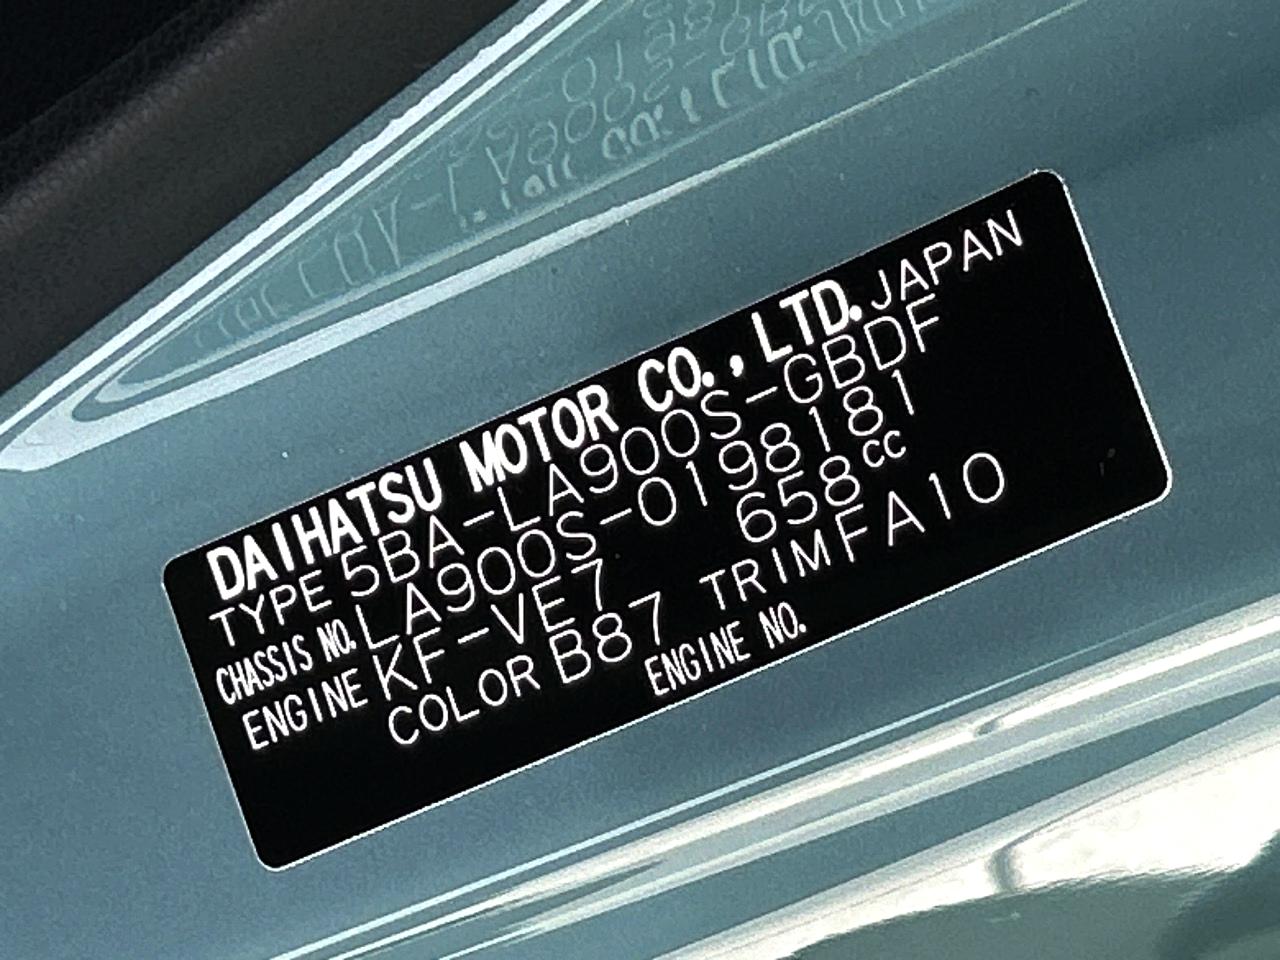 DAIHATSU MOTOR CO., LTD. JAPAN
TYPE 5BA-LA900S-GBDF
CHASSIS NO. LA900S-0198181
ENGINE KF-VE7 658cc
COLOR B87 TRIM FA10
ENGINE NO.